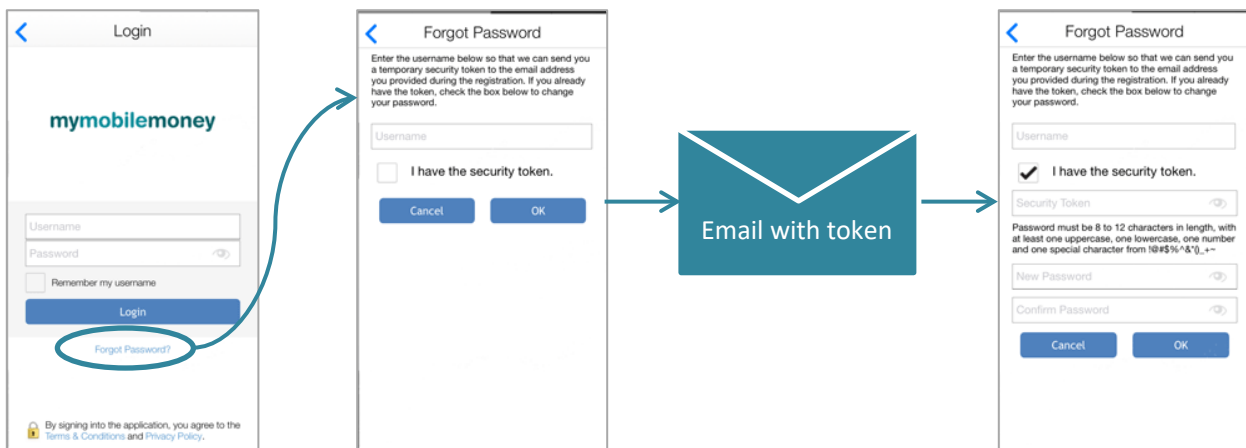 Login
mymobilemoney
Username
Password
Remember my username
Login
Forgot Password?
By signing into the application, you agree to the
Terms & Conditions and Privacy Policy.
Forgot Password
Enter the username below so that we can send you
a temporary security token to the email address
you provided during the registration. If you already
have the token, check the box below to change
your password.
Username
I have the security token.
Cancel
OK
Email with token
Forgot Password
Enter the username below so that we can send you
a temporary security token to the email address
you provided during the registration. If you already
have the token, check the box below to change
your password.
Username
I have the security token.
Security Token
Password must be 8 to 12 characters in length, with
at least one uppercase, one lowercase, one number
and one special character from !@#$%^&*()_+~
New Password
Confirm Password
Cancel
OK